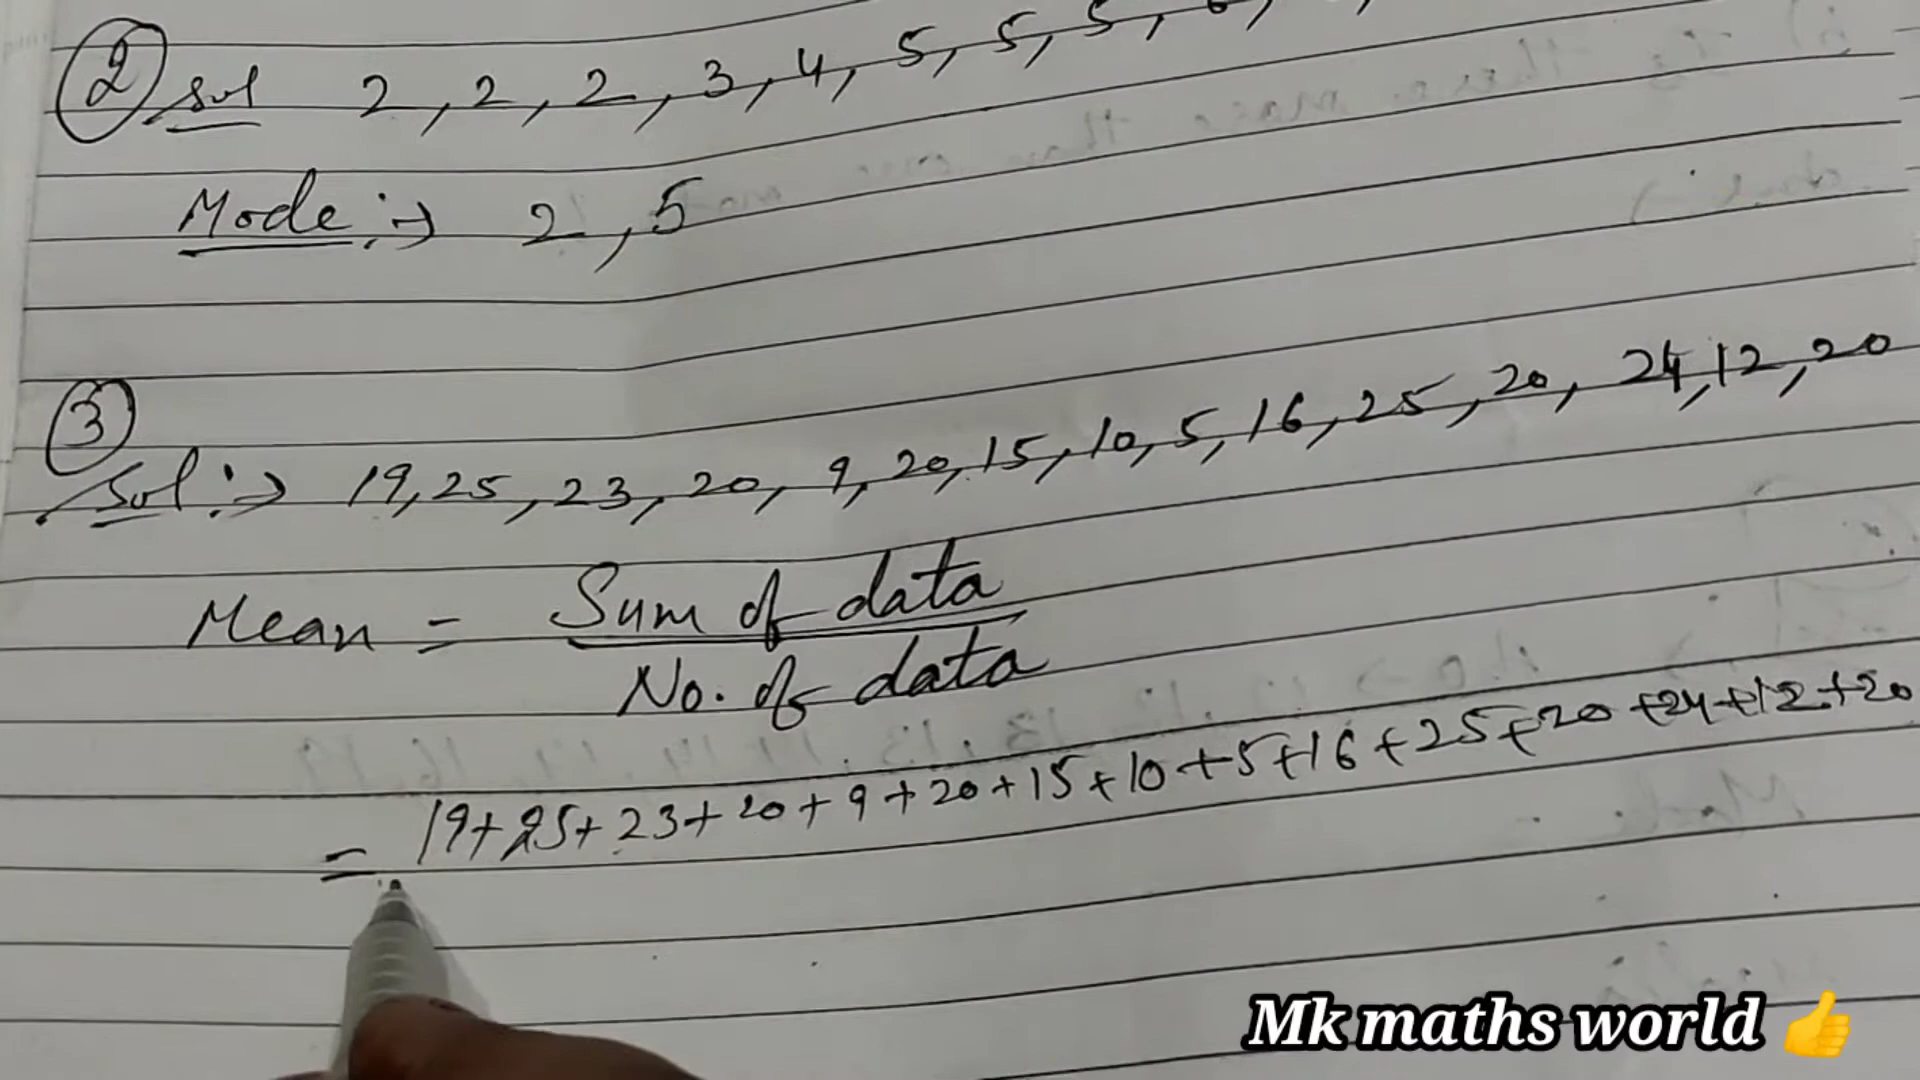 ② Sol 2, 2, 2, 3, 4, 5, 5, 5,
Mode :→ 2, 5
③
Sol :→ 19, 25, 23, 20, 9, 20, 15, 10, 5, 16, 25, 20, 24, 12, 20
Mean = Sum of data
No. of data
= 19+25+23+20+9+20+15+10+5+16+25+20+24+12+20
Mk maths world 👍